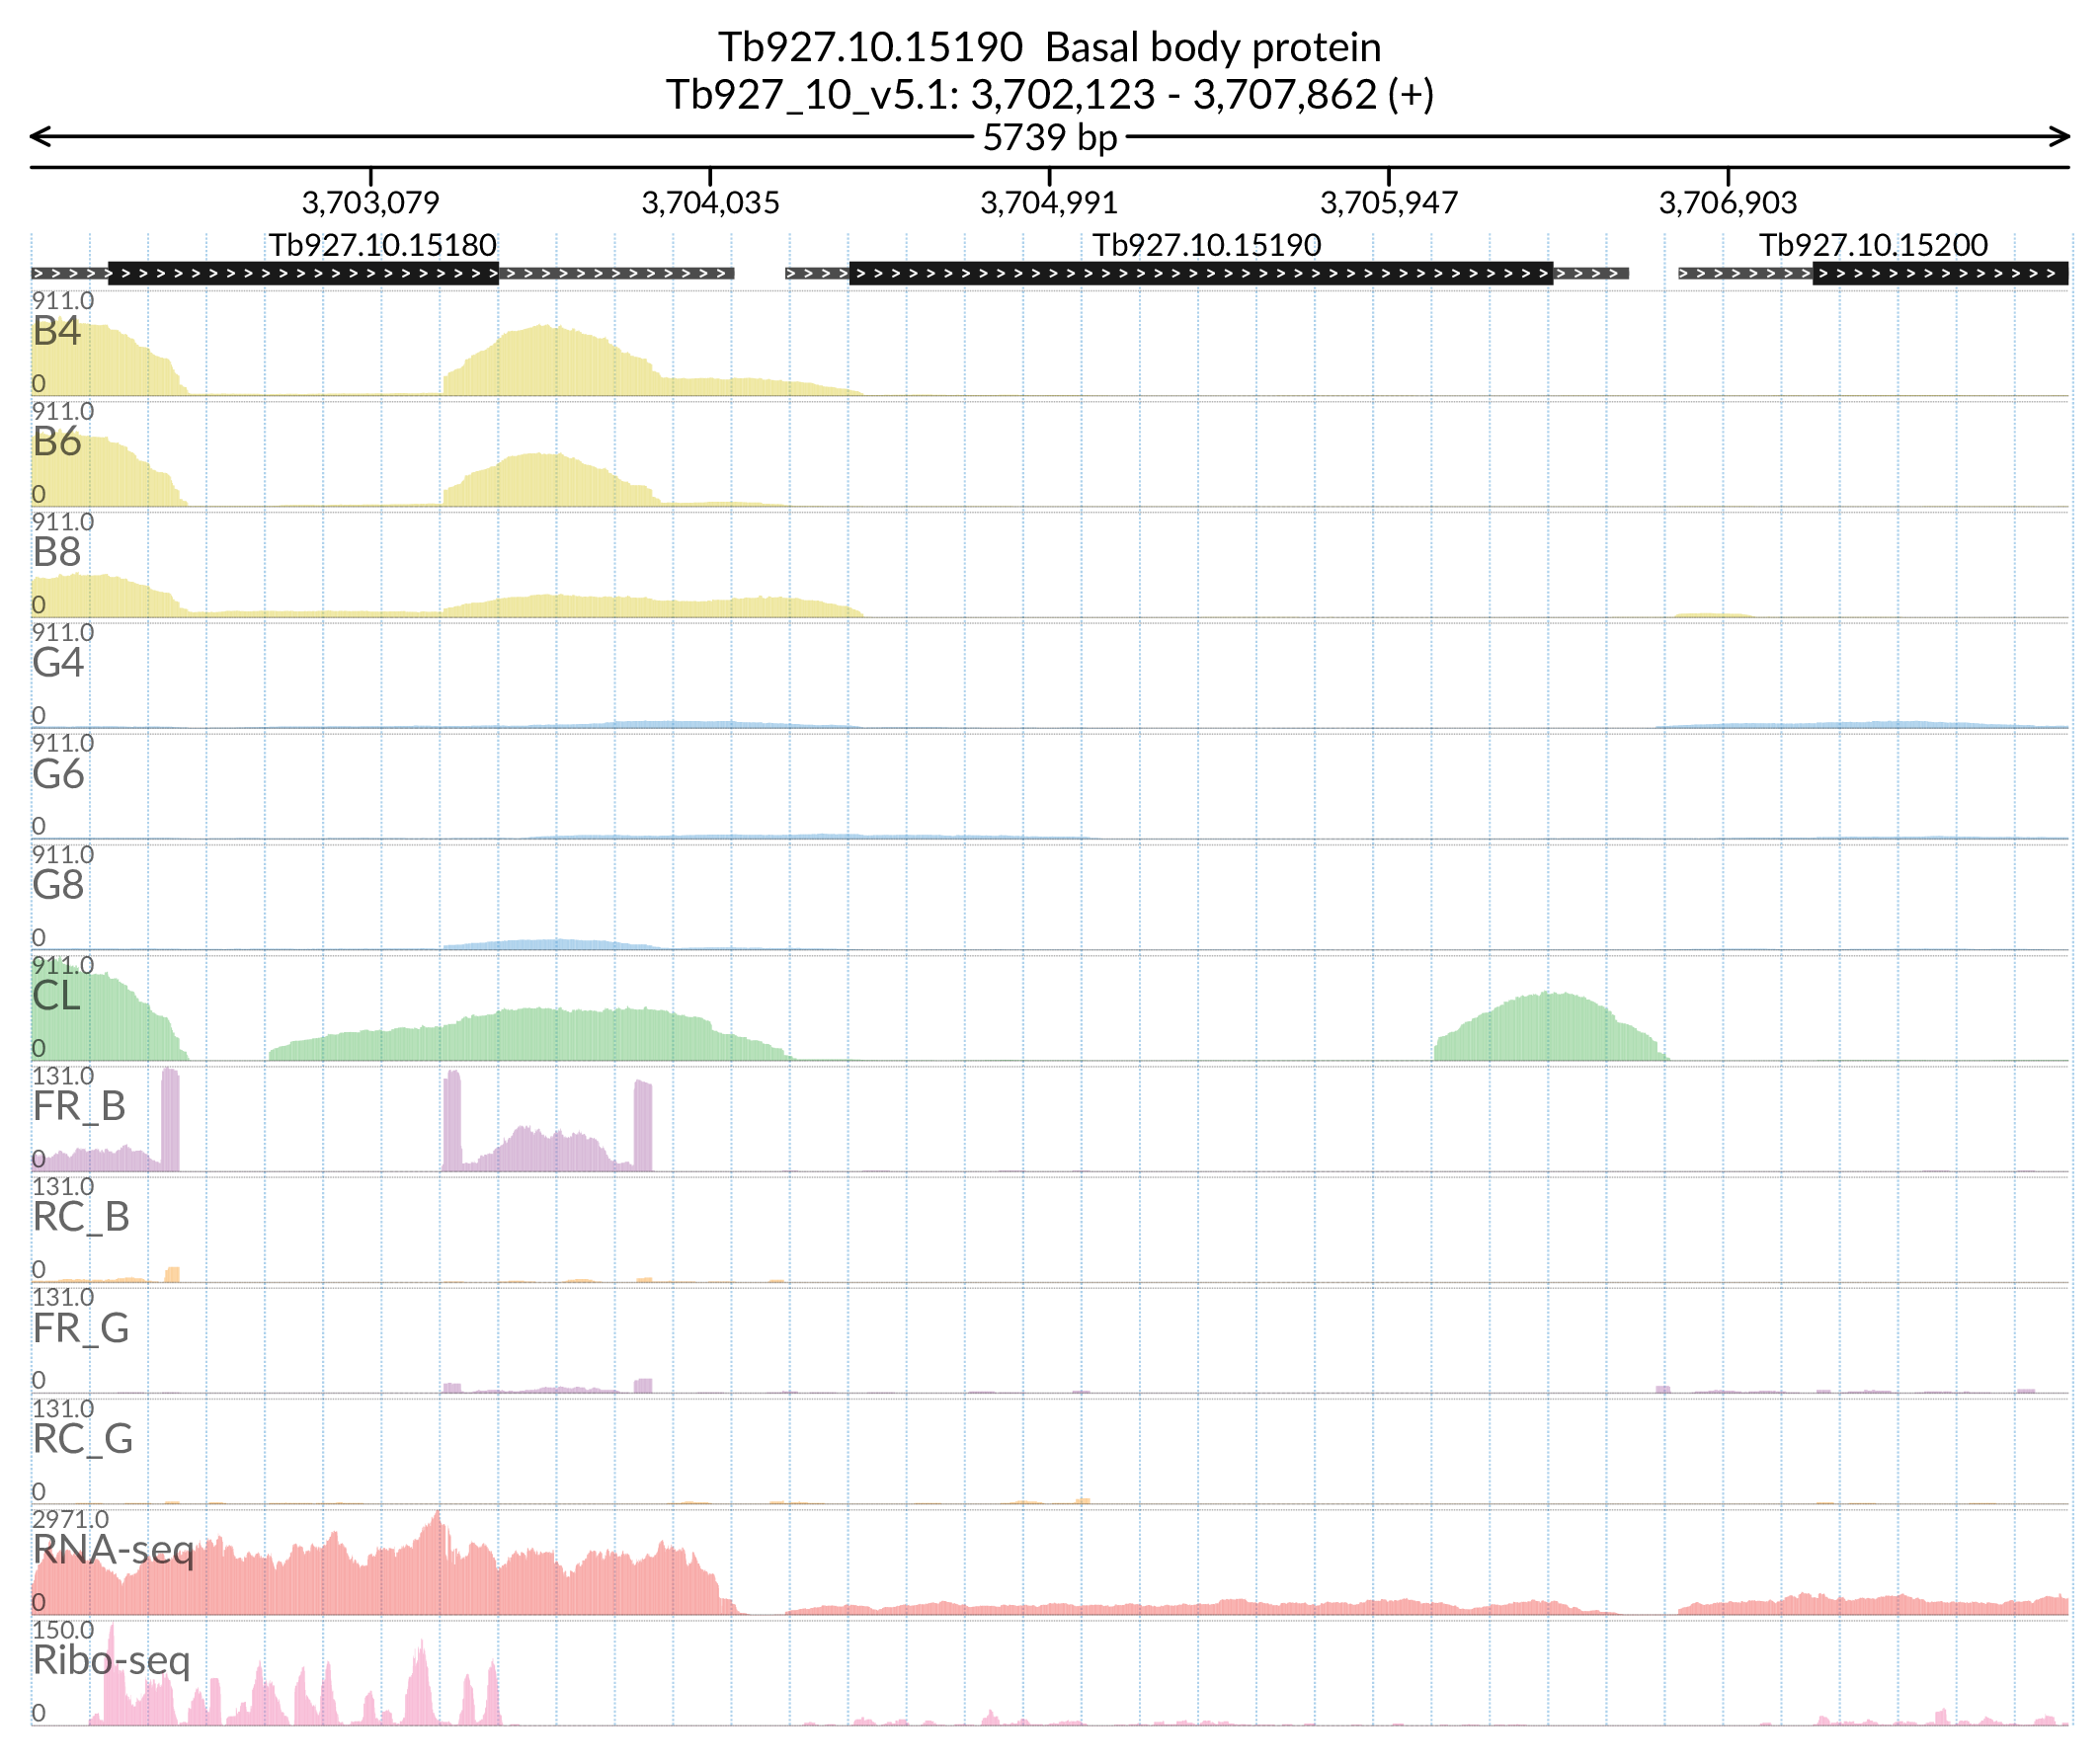 Tb927.10.15190 Basal body protein
Tb927_10_v5.1: 3,702,123 - 3,707,862 (+)
5739 bp
3,703,079 3,704,035 3,704,991 3,705,947 3,706,903
Tb927.10.15180 Tb927.10.15190 Tb927.10.15200
911.0
B4
0
911.0
B6
0
911.0
B8
0
911.0
G4
0
911.0
G6
0
911.0
G8
0
911.0
CL
0
131.0
FR_B
0
131.0
RC_B
0
131.0
FR_G
0
131.0
RC_G
0
2971.0
RNA-seq
0
150.0
Ribo-seq
0